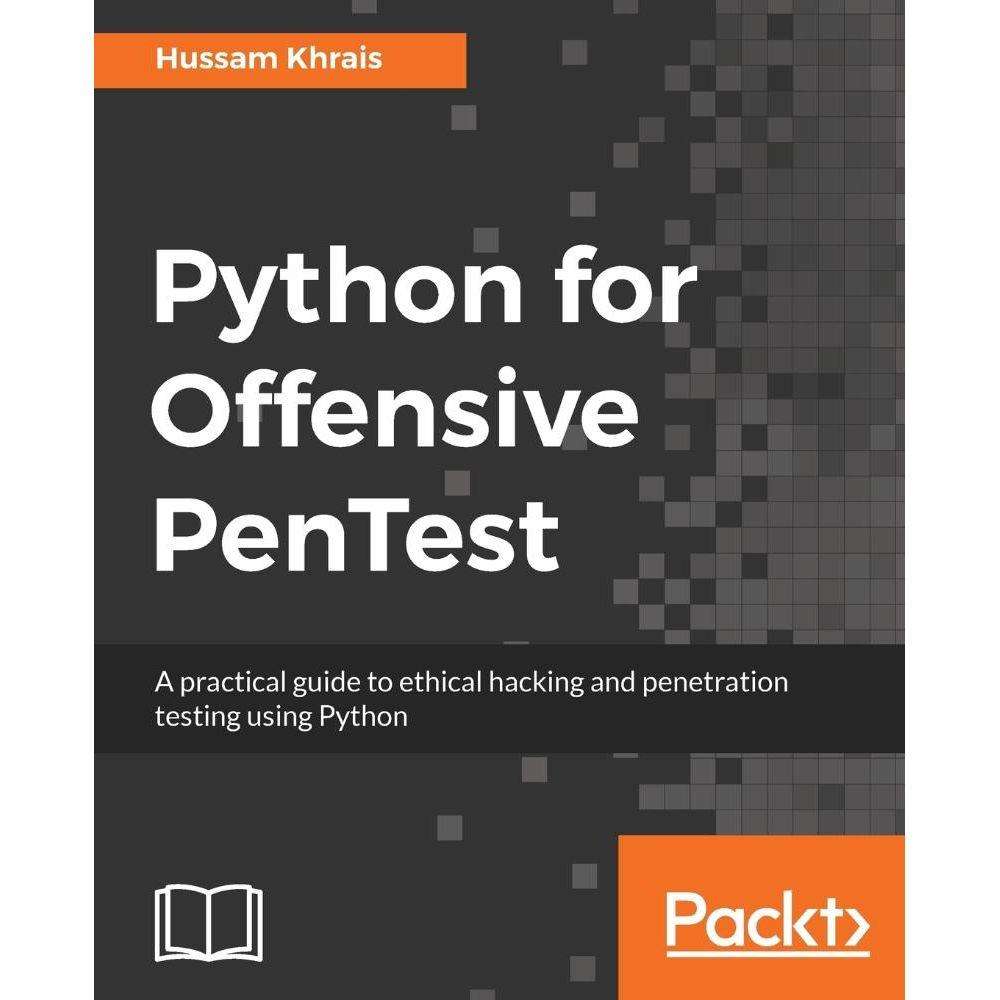 Hussam Khrais
Python for
Offensive
PenTest
A practical guide to ethical hacking and penetration
testing using Python
Packt>